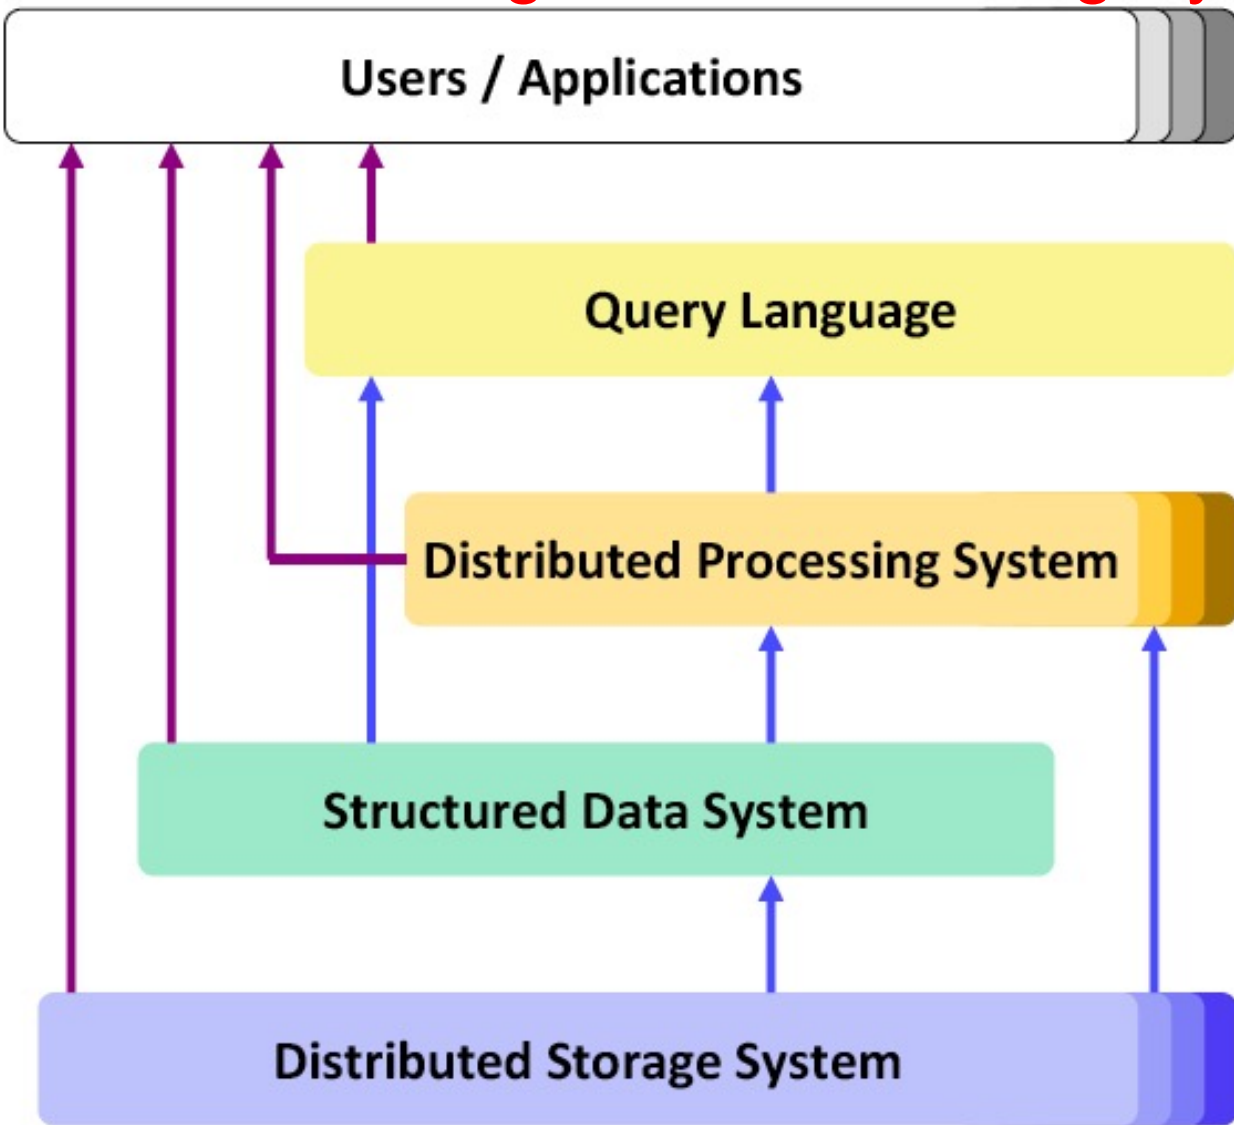 Users / Applications
Query Language
Distributed Processing System
Structured Data System
Distributed Storage System